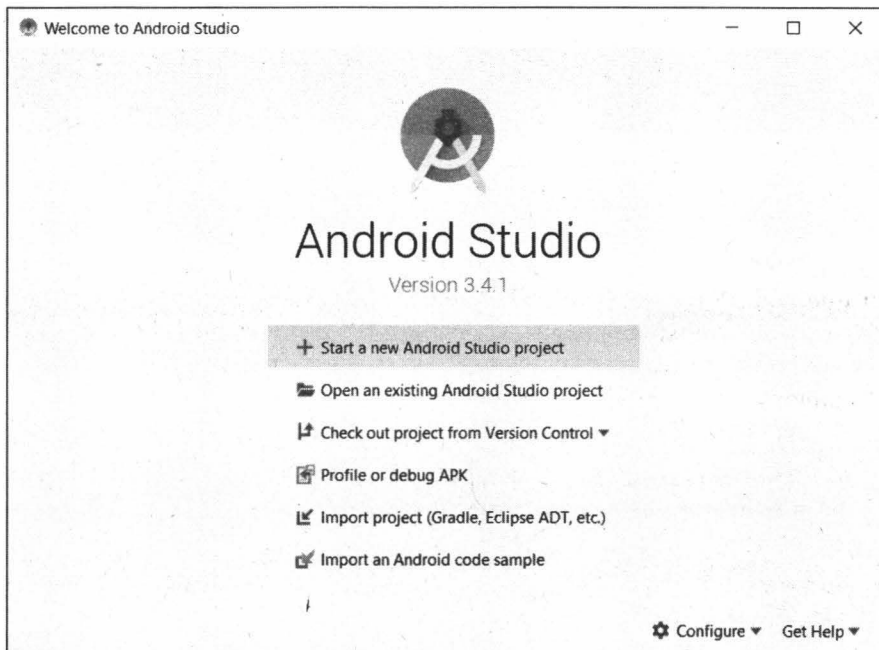 Welcome to Android Studio
Android Studio
Version 3.4.1
Start a new Android Studio project
Open an existing Android Studio project
Check out project from Version Control
Profile or debug APK
Import project (Gradle, Eclipse ADT, etc.)
Import an Android code sample
Configure
Get Help